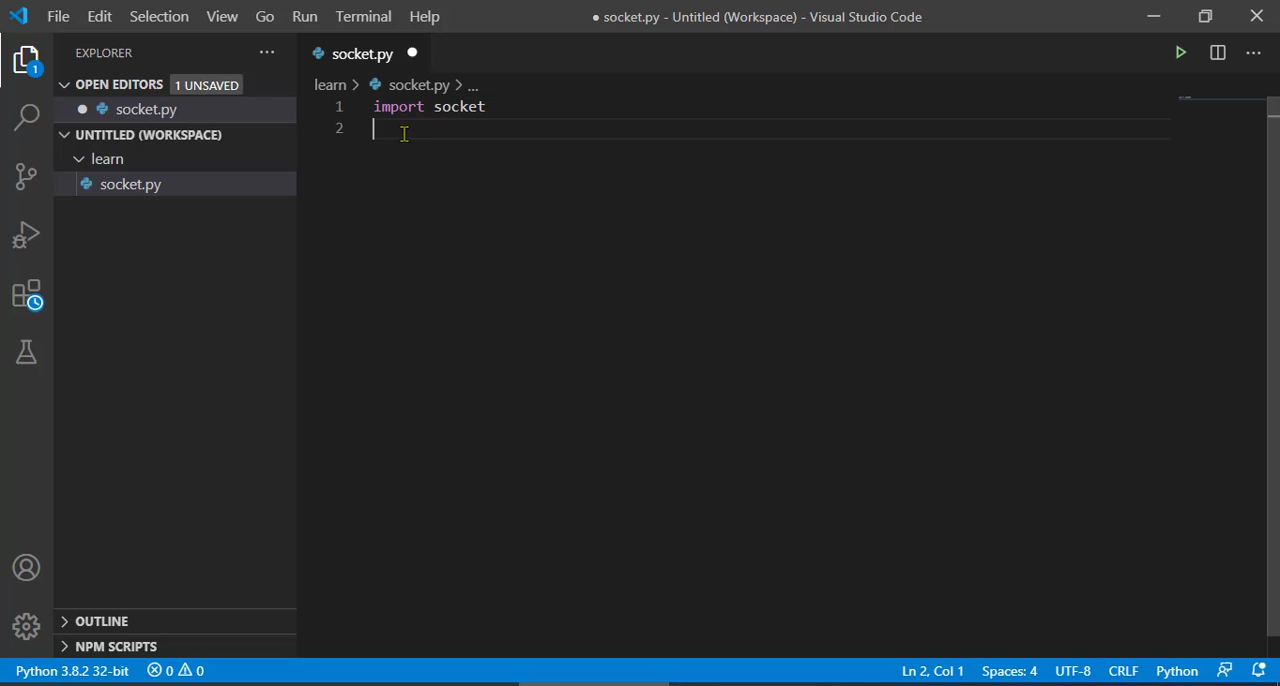 File Edit Selection View Go Run Terminal Help
● socket.py - Untitled (Workspace) - Visual Studio Code
EXPLORER
OPEN EDITORS 1 UNSAVED
socket.py
UNTITLED (WORKSPACE)
learn
socket.py
OUTLINE
NPM SCRIPTS
1
socket.py
learn > socket.py > ...
1 import socket
2
Python 3.8.2 32-bit 0 0
Ln 2, Col 1 Spaces: 4 UTF-8 CRLF Python